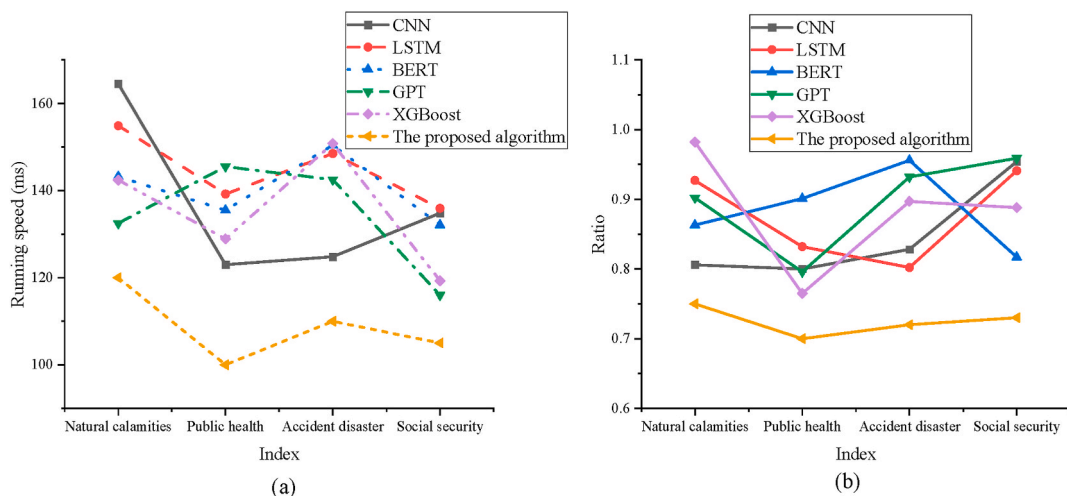 CNN
LSTM
BERT
GPT
XGBoost
The proposed algorithm
160
140
120
100
Running speed (ms)
Natural calamities Public health Accident disaster Social security
Index
(a)
CNN
LSTM
BERT
GPT
XGBoost
The proposed algorithm
1.1
1.0
0.9
0.8
0.7
0.6
Ratio
Natural calamities Public health Accident disaster Social security
Index
(b)